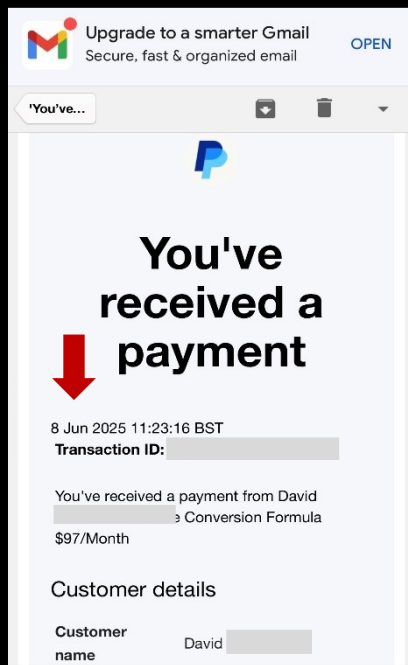 Upgrade to a smarter Gmail
Secure, fast & organized email
OPEN
'You've...
You've
received a
payment
8 Jun 2025 11:23:16 BST
Transaction ID:
You've received a payment from David
Conversion Formula
$97/Month
Customer details
Customer
name
David